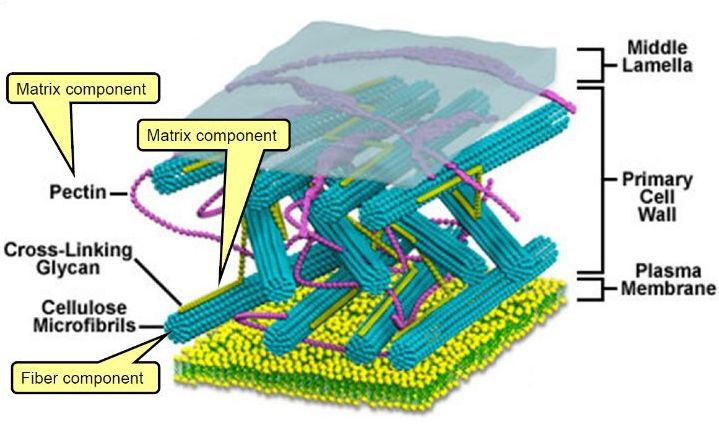 Middle
Lamella
Matrix component
Matrix component
Pectin
Primary
Cell
Wall
Cross-Linking
Glycan
Plasma
Membrane
Cellulose
Microfibrils
Fiber component